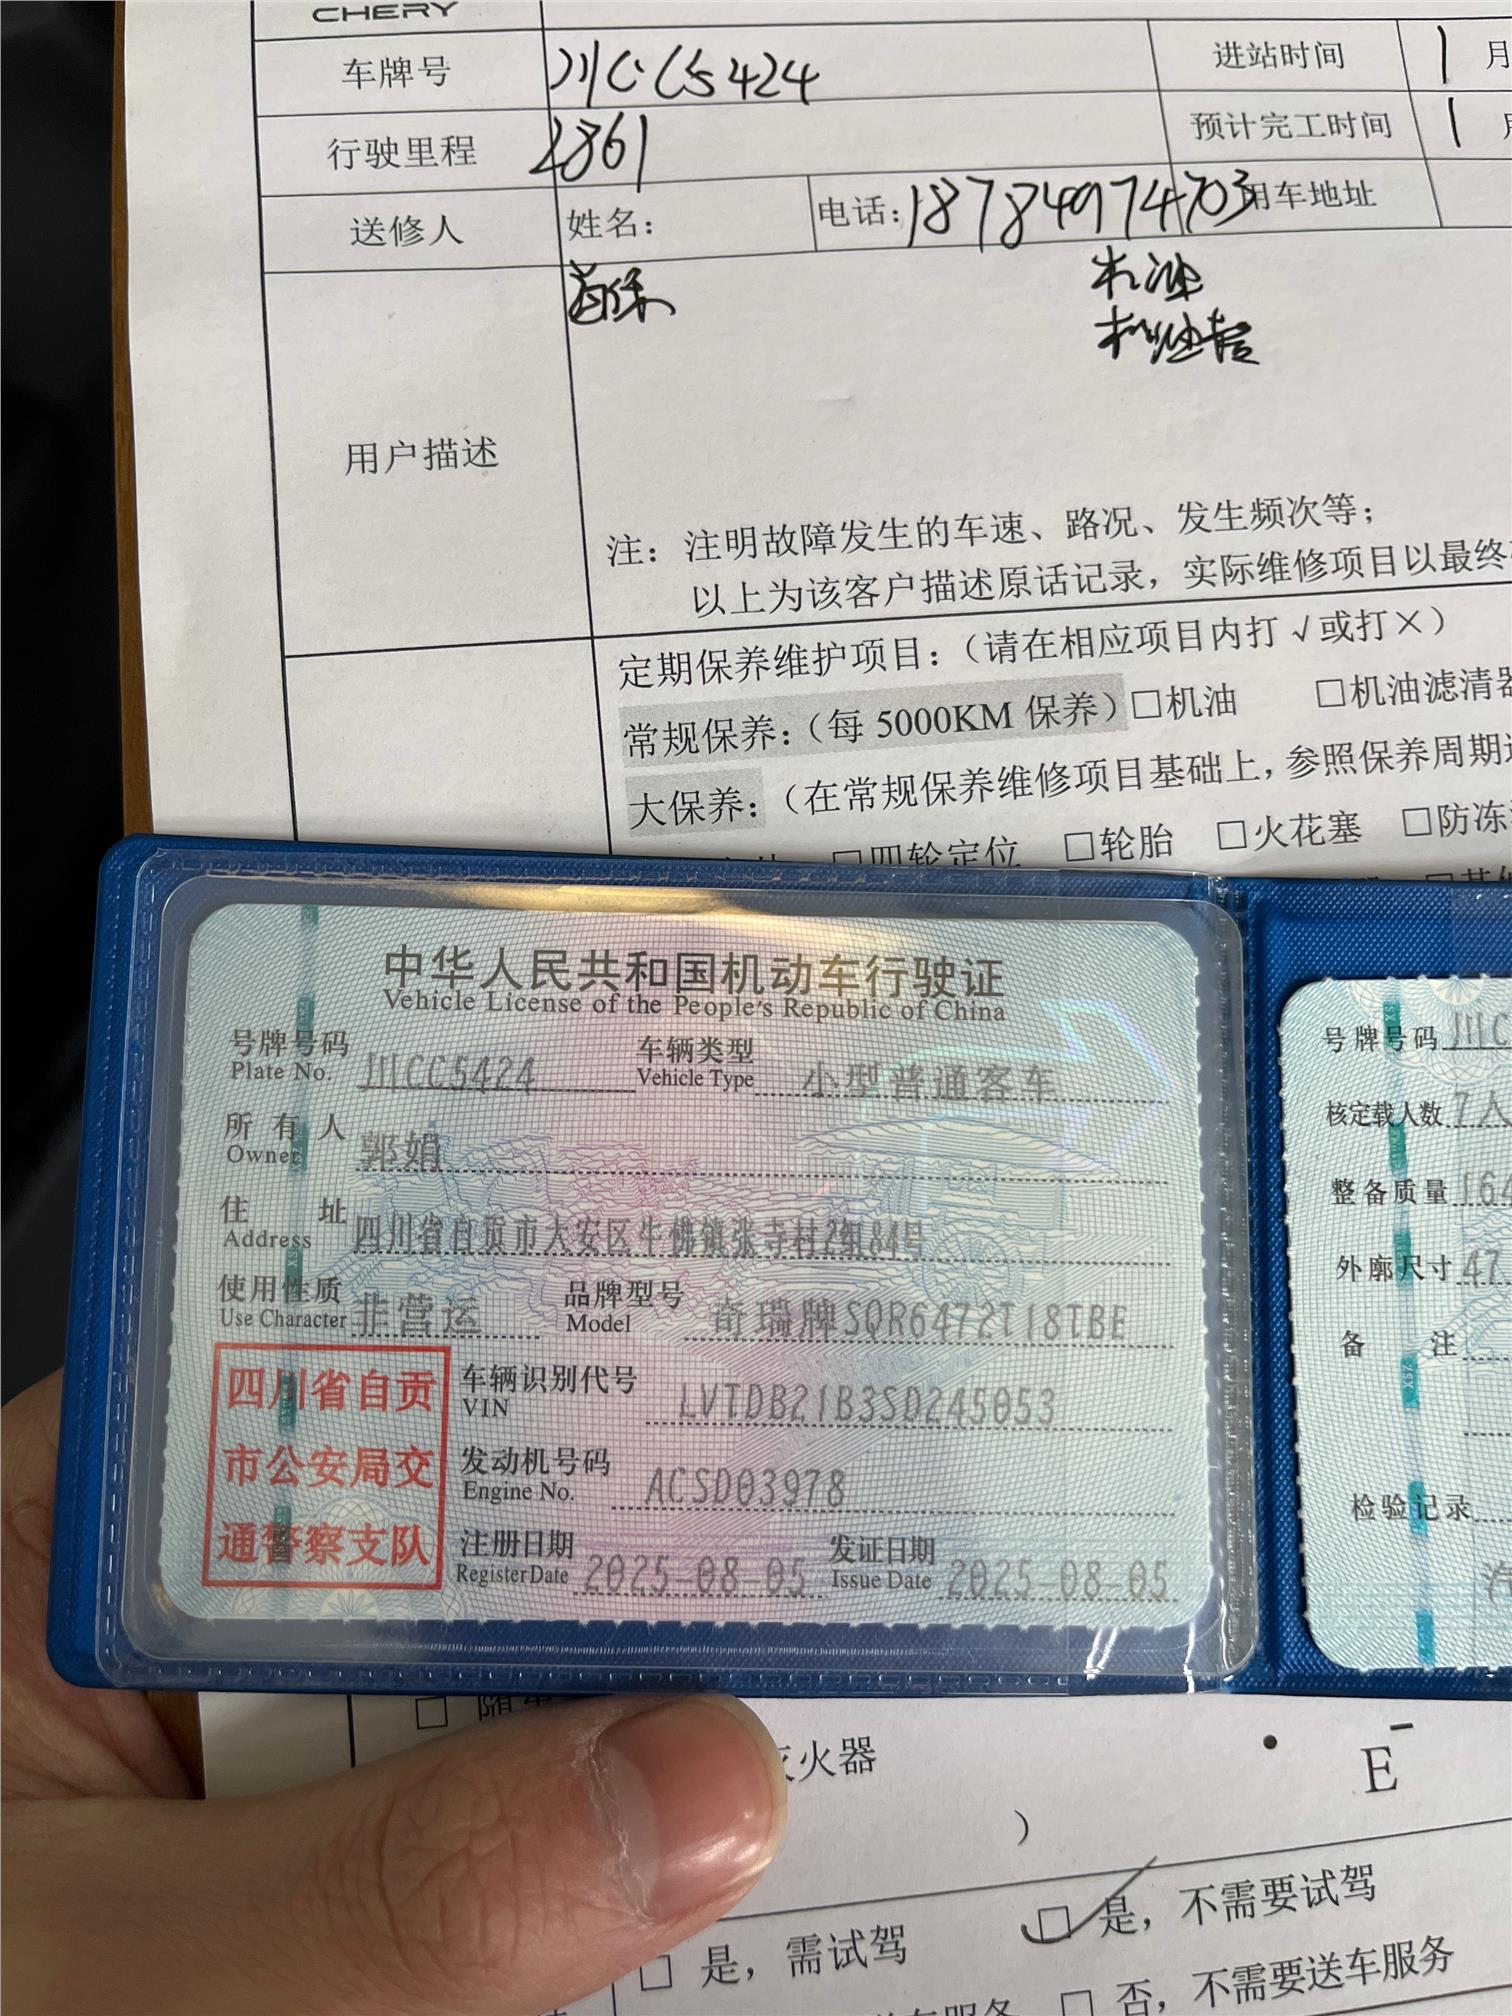 CHERY
车牌号 川C·C5424 进站时间 1 月
行驶里程 2861 预计完工时间 1 月
送修人 姓名： 电话：18784974703 用车地址
首保 机油
机油格
用户描述
注：注明故障发生的车速、路况、发生频次等；
以上为该客户描述原话记录，实际维修项目以最终
定期保养维护项目：（请在相应项目内打√或打×）
常规保养：（每 5000KM 保养）□机油 □机油滤清器
大保养：（在常规保养维修项目基础上，参照保养周期
□四轮定位 □轮胎 □火花塞 □防冻
中华人民共和国机动车行驶证
Vehicle License of the People's Republic of China
号牌号码 川CC5424 车辆类型 小型普通客车
Plate No. Vehicle Type
所有人 郭娟
Owner
住址 四川省自贡市大安区牛佛镇张寺村2组84号
Address
使用性质 非营运 品牌型号 奇瑞牌SQR6472T18TBE
Use Character Model
四川省自贡
市公安局交
通警察支队
车辆识别代号 LVTDB21B3SD245053
VIN
发动机号码 ACSD03978
Engine No.
注册日期 2025-08-05 发证日期 2025-08-05
Register Date Issue Date
号牌号码 川C
核定载人数 7人
整备质量 16
外廓尺寸 47
备注
检验记录
灭火器
E
）
□ 是，需试驾 □ 是，不需要试驾
□ 否，不需要送车服务